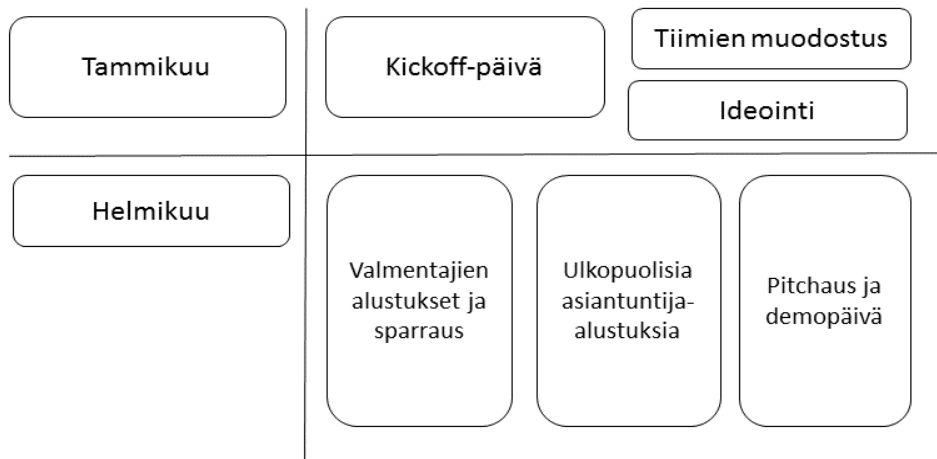 Tammikuu
Kickoff-päivä
Tiimien muodostus
Ideointi
Helmikuu
Valmentajien
alustukset ja
sparraus
Ulkopuolisia
asiantuntija-
alustuksia
Pitchaus ja
demopäivä